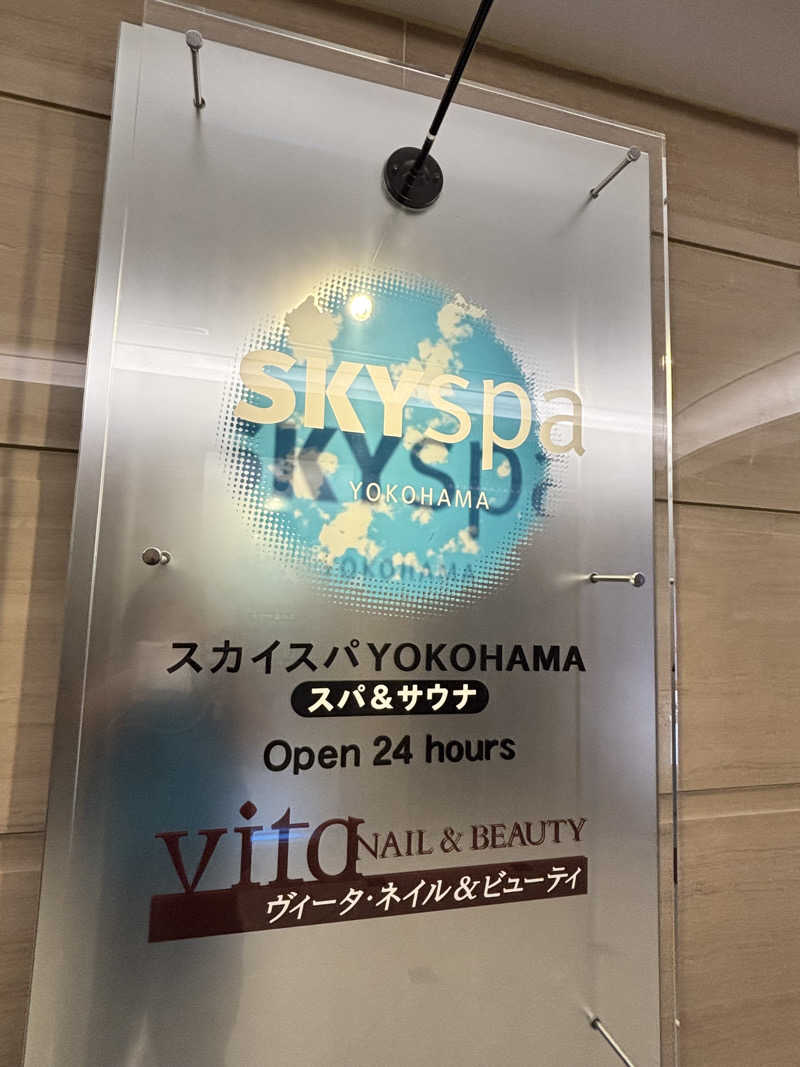 SKYspa
YOKOHAMA
スカイスパYOKOHAMA
スパ&サウナ
Open 24 hours
vita NAIL & BEAUTY
ヴィータ・ネイル&ビューティ